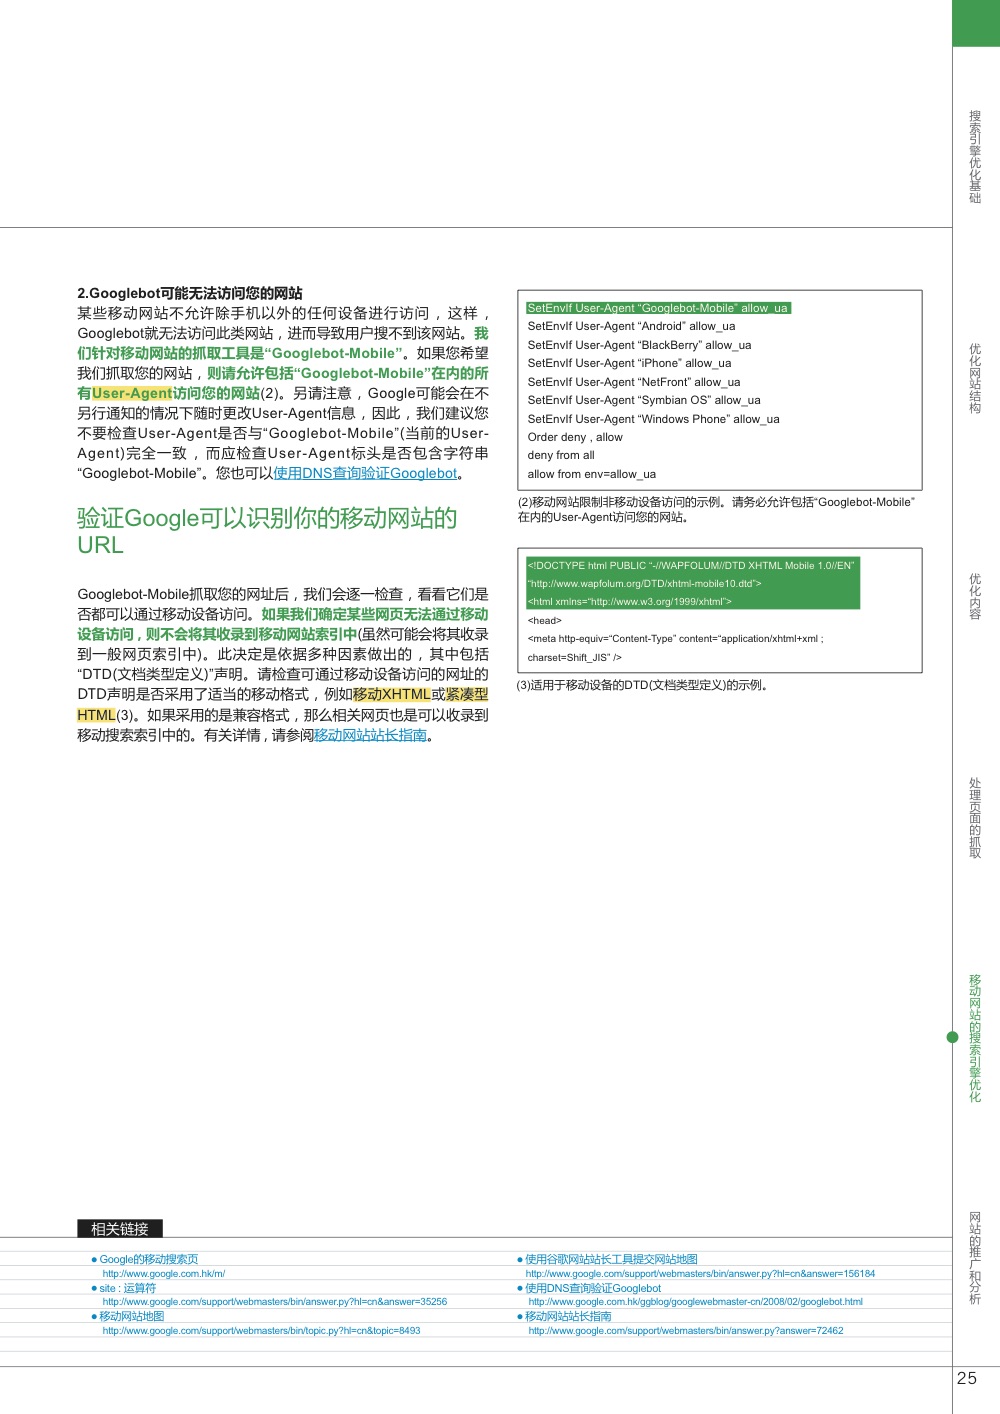 2.Googlebot可能无法访问您的网站
某些移动网站不允许除手机以外的任何设备进行访问，这样，
Googlebot就无法访问此类网站，进而导致用户搜不到该网站。我
们针对移动网站的抓取工具是“Googlebot-Mobile”。如果您希望
我们抓取您的网站，则请允许包括“Googlebot-Mobile”在内的所
有User-Agent访问您的网站(2)。另请注意，Google可能会在不
另行通知的情况下随时更改User-Agent信息，因此，我们建议您
不要检查User-Agent是否与“Googlebot-Mobile”(当前的User-
Agent)完全一致，而应检查User-Agent标头是否包含字符串
“Googlebot-Mobile”。您也可以使用DNS查询验证Googlebot。
验证Google可以识别你的移动网站的
URL
Googlebot-Mobile抓取您的网址后，我们会逐一检查，看看它们是
否都可以通过移动设备访问。如果我们确定某些网页无法通过移动
设备访问，则不会将其收录到移动网站索引中(虽然可能会将其收录
到一般网页索引中)。此决定是依据多种因素做出的，其中包括
“DTD(文档类型定义)”声明。请检查可通过移动设备访问的网址的
DTD声明是否采用了适当的移动格式，例如移动XHTML或紧凑型
HTML(3)。如果采用的是兼容格式，那么相关网页也是可以收录到
移动搜索索引中的。有关详情，请参阅移动网站站长指南。
SetEnvIf User-Agent “Googlebot-Mobile” allow_ua
SetEnvIf User-Agent “Android” allow_ua
SetEnvIf User-Agent “BlackBerry” allow_ua
SetEnvIf User-Agent “iPhone” allow_ua
SetEnvIf User-Agent “NetFront” allow_ua
SetEnvIf User-Agent “Symbian OS” allow_ua
SetEnvIf User-Agent “Windows Phone” allow_ua
Order deny , allow
deny from all
allow from env=allow_ua
(2)移动网站限制非移动设备访问的示例。请务必允许包括“Googlebot-Mobile”
在内的User-Agent访问您的网站。
<!DOCTYPE html PUBLIC “-//WAPFOLUM//DTD XHTML Mobile 1.0//EN”
“http://www.wapfolum.org/DTD/xhtml-mobile10.dtd”>
<html xmlns=“http://www.w3.org/1999/xhtml”>
<head>
<meta http-equiv=“Content-Type” content=“application/xhtml+xml ;
charset=Shift_JIS” />
(3)适用于移动设备的DTD(文档类型定义)的示例。
相关链接
● Google的移动搜索页
http://www.google.com.hk/m/
● site : 运算符
http://www.google.com/support/webmasters/bin/answer.py?hl=cn&answer=35256
● 移动网站地图
http://www.google.com/support/webmasters/bin/topic.py?hl=cn&topic=8493
● 使用谷歌网站站长工具提交网站地图
http://www.google.com/support/webmasters/bin/answer.py?hl=cn&answer=156184
● 使用DNS查询验证Googlebot
http://www.google.com.hk/ggblog/googlewebmaster-cn/2008/02/googlebot.html
● 移动网站站长指南
http://www.google.com/support/webmasters/bin/answer.py?answer=72462
搜索引擎优化基础
优化网站结构
优化内容
处理页面的抓取
移动网站的搜索引擎优化
网站的推广和分析
25